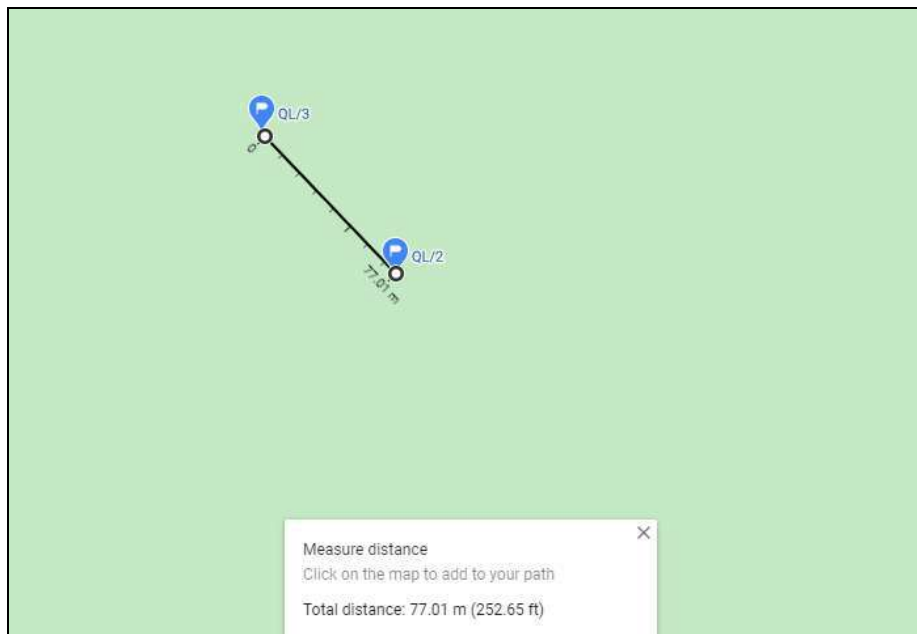 QL/3
0
QL/2
77.01 m
Measure distance
Click on the map to add to your path
Total distance: 77.01 m (252.65 ft)